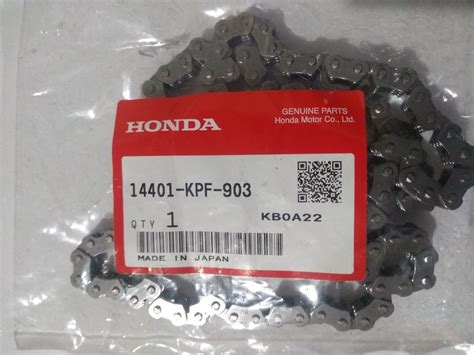 GENUINE PARTS
HONDA Honda Motor Co., Ltd.
14401-KPF-903
QTY 1 KB0A22
MADE IN JAPAN